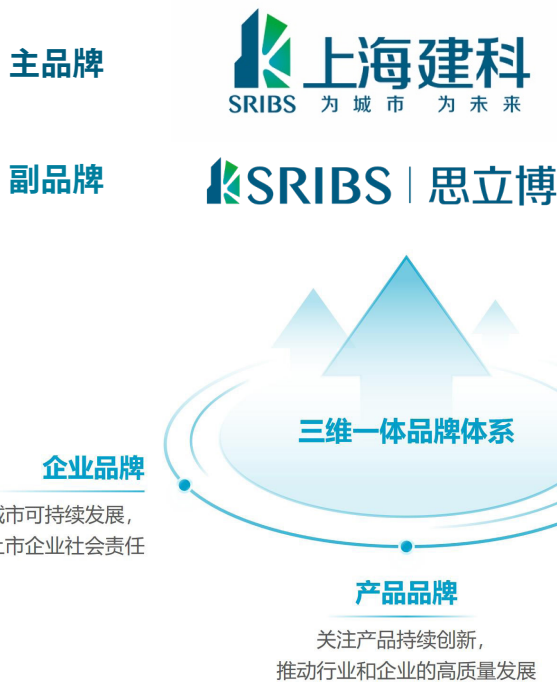 主品牌
上海建科
SRIBS 为城市 为未来
副品牌
SRIBS | 思立博
三维一体品牌体系
企业品牌
市可持续发展，
市企业社会责任
产品品牌
关注产品持续创新，
推动行业和企业的高质量发展